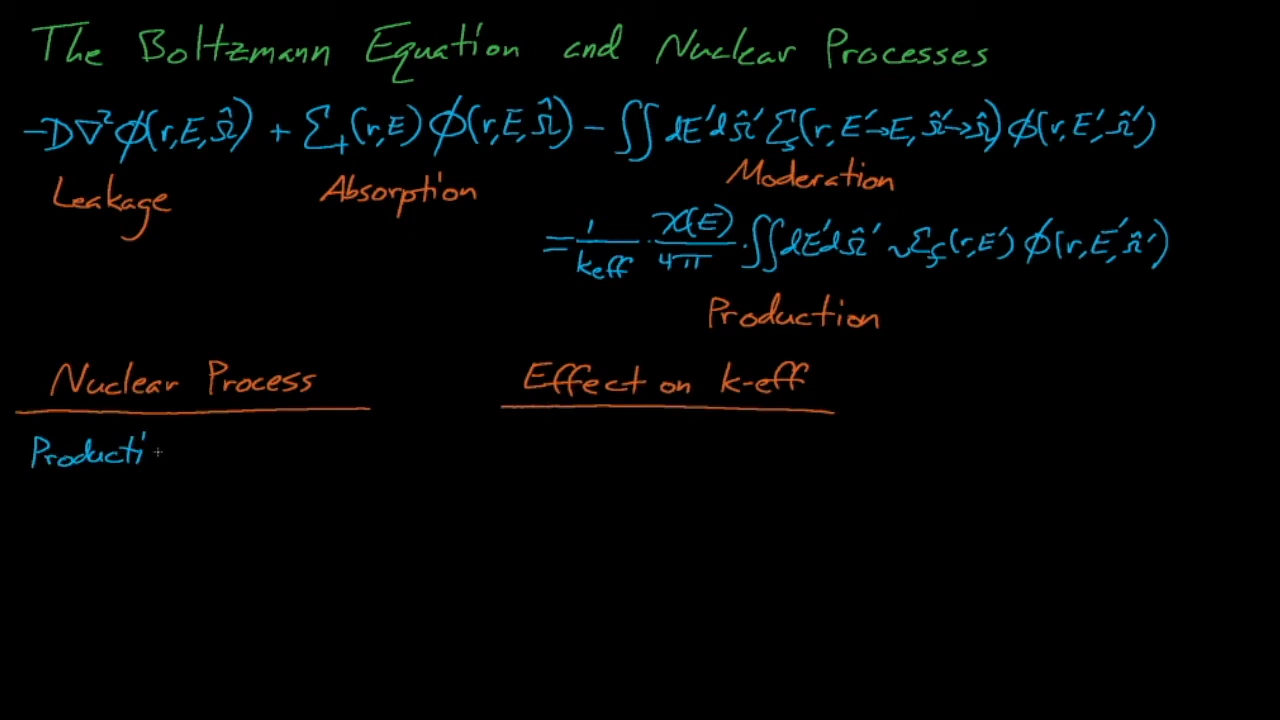 The Boltzmann Equation and Nuclear Processes
-D∇²ϕ(r,E,Ω̂) + Σₜ(r,E)ϕ(r,E,Ω̂) - ∬dE'dΩ̂'Σₛ(r,E'→E,Ω̂'→Ω̂)ϕ(r,E',Ω̂')
Leakage Absorption Moderation
= 1/keff · χ(E)/4π · ∬dE'dΩ̂' νΣf(r,E')ϕ(r,E',Ω̂')
Production
Nuclear Process Effect on k-eff
Producti